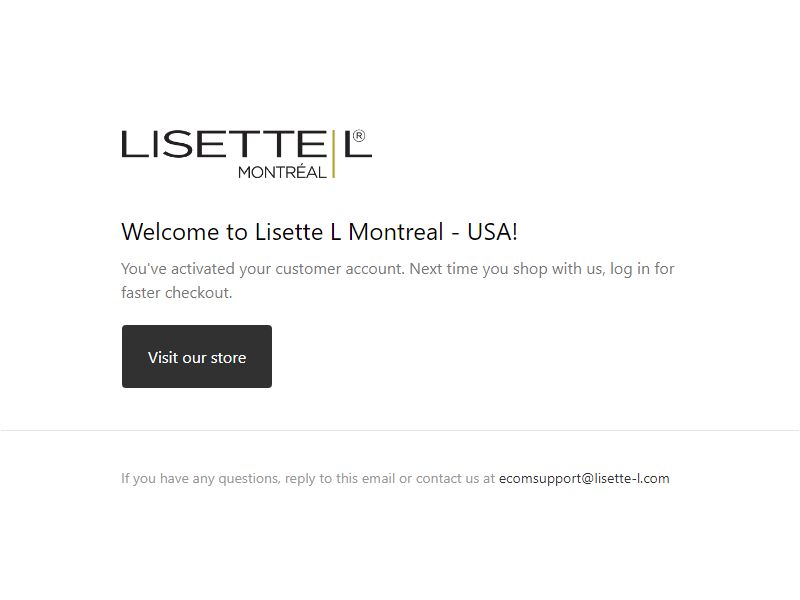 LISETTE L®
MONTRÉAL
Welcome to Lisette L Montreal - USA!
You've activated your customer account. Next time you shop with us, log in for
faster checkout.
Visit our store
If you have any questions, reply to this email or contact us at ecomsupport@lisette-l.com